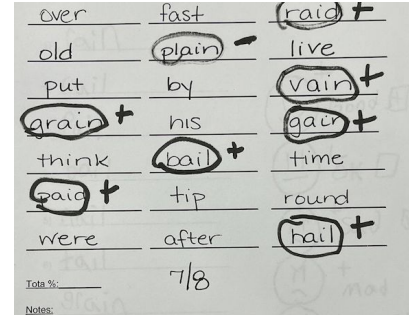 over fast raid +
old plain - live
put by vain +
grain + his gain +
think bail + time
paid + tip round
were after hail +
Tota %: 7/8
Notes: